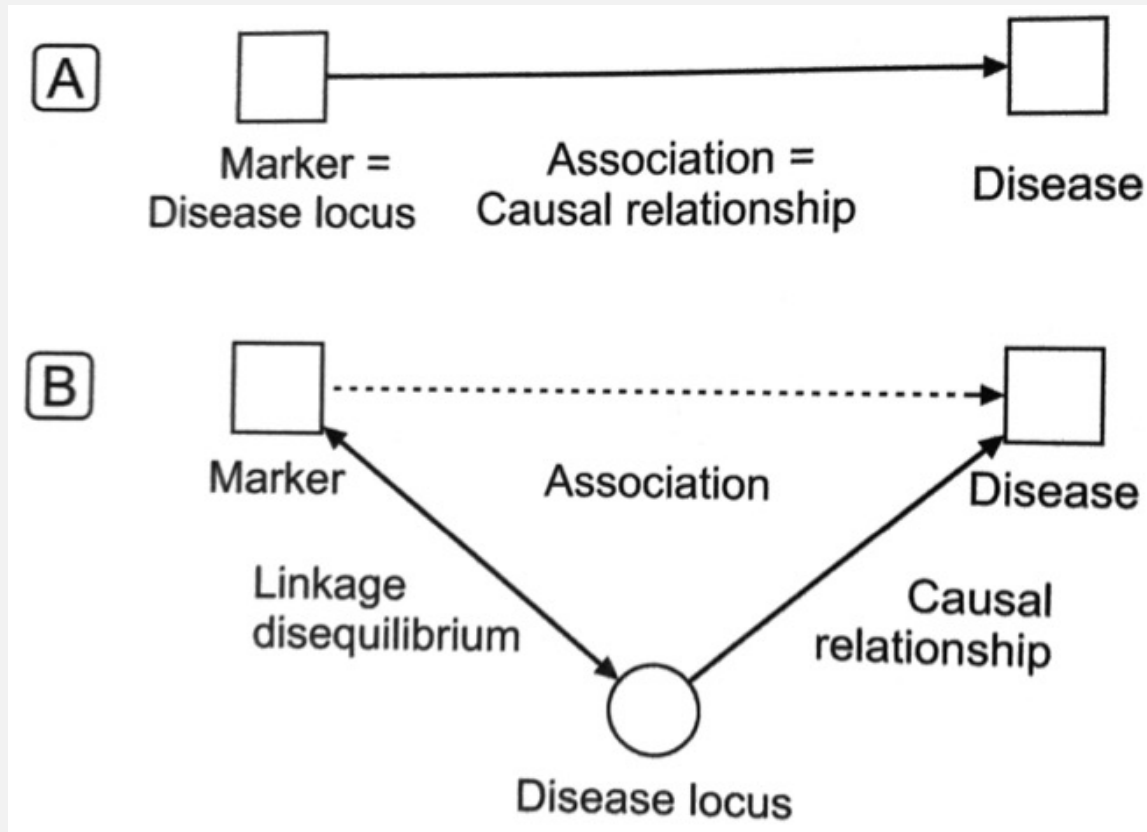 A
Marker =
Disease locus
Association =
Causal relationship
Disease
B
Marker
Association
Disease
Linkage
disequilibrium
Causal
relationship
Disease locus